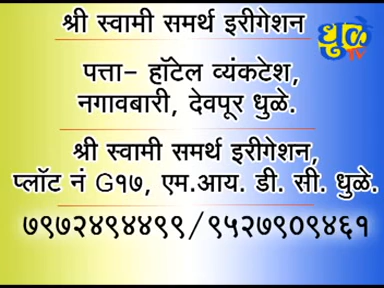 श्री स्वामी समर्थ इरीगेशन
धुळे
पत्ता- हॉटेल व्यंकटेश,
नगावबारी, देवपूर धुळे.
श्री स्वामी समर्थ इरीगेशन,
प्लॉट नं G१७, एम.आय. डी. सी. धुळे.
७९७२४९४४९९/९५२७९०९४६१